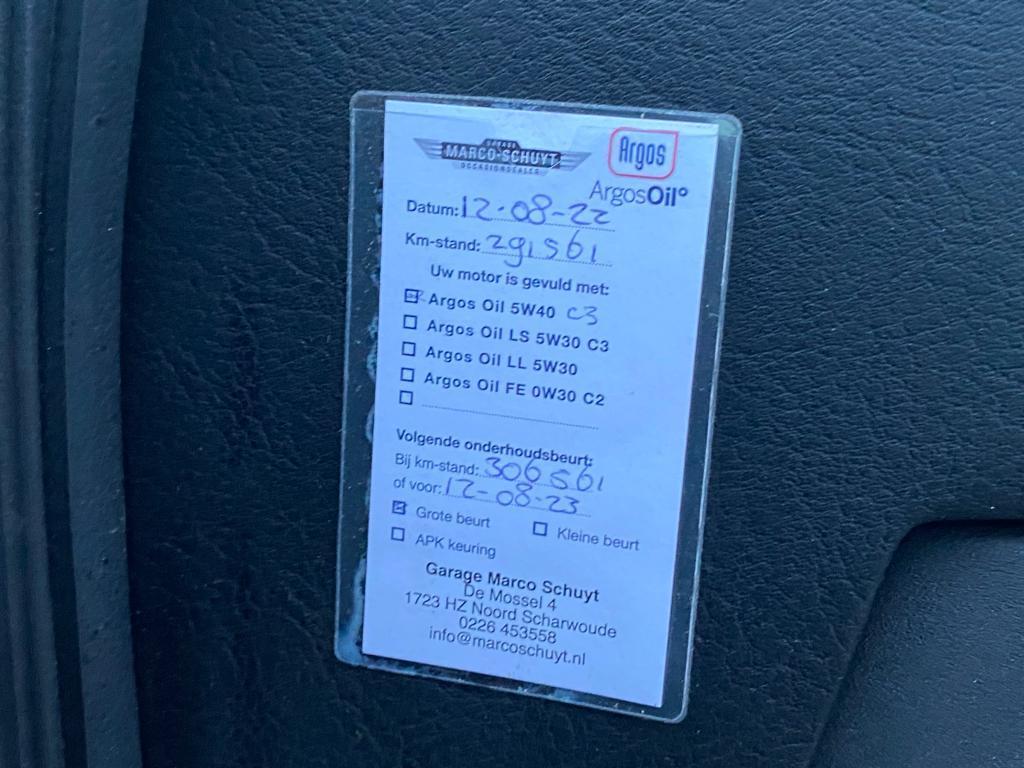 GARAGE
MARCO-SCHUYT
OCCASIONDEALER
Argos
ArgosOil°
Datum: 12-08-22
Km-stand: 291561
Uw motor is gevuld met:
Argos Oil 5W40 C3
Argos Oil LS 5W30 C3
Argos Oil LL 5W30
Argos Oil FE 0W30 C2
Volgende onderhoudsbeurt:
Bij km-stand: 306561
of voor: 12-08-23
Grote beurt Kleine beurt
APK keuring
Garage Marco Schuyt
De Mossel 4
1723 HZ Noord Scharwoude
0226 453558
info@marcoschuyt.nl